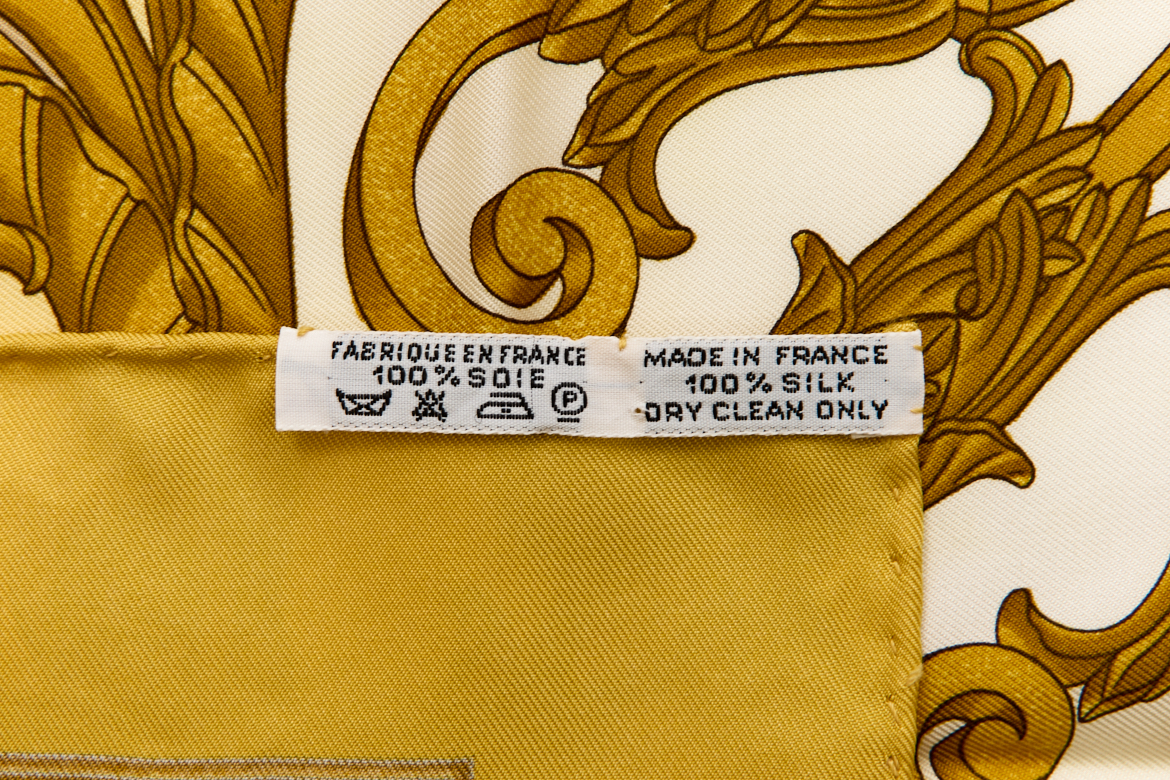 FABRIQUE EN FRANCE
100% SOIE
P
MADE IN FRANCE
100% SILK
DRY CLEAN ONLY